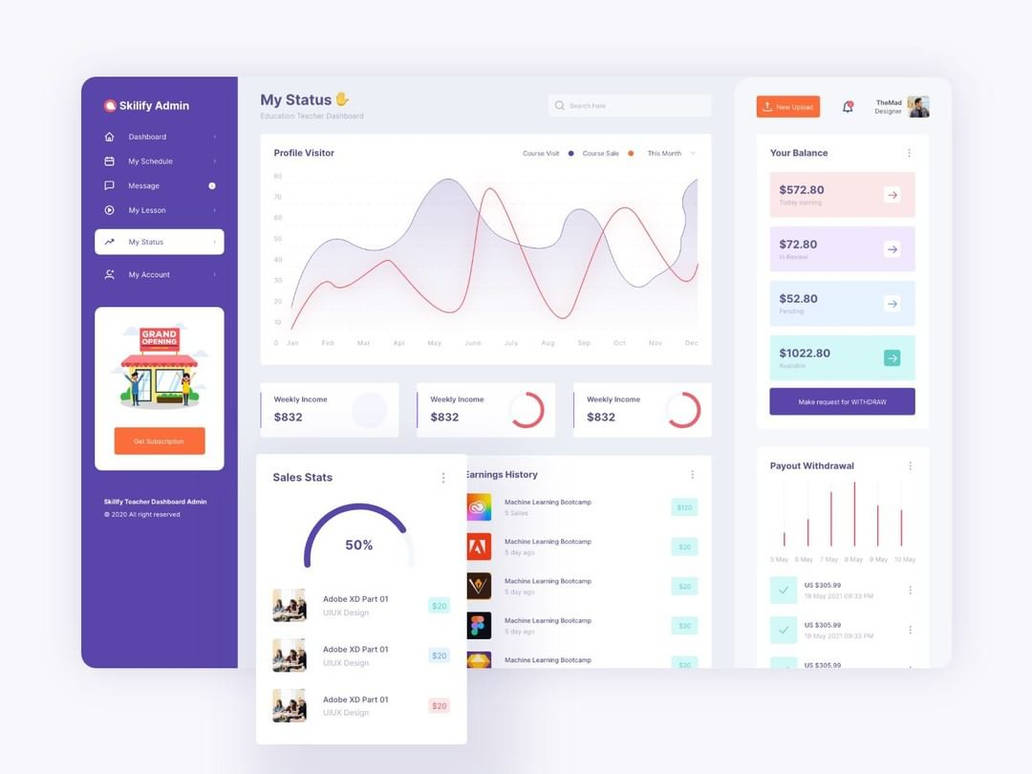 Skilify Admin
Dashboard
My Schedule
Message
My Lesson
My Status
My Account
GRAND
OPENING
Get Subscription
Skilify Teacher Dashboard Admin
© 2020 All right reserved
My Status
Education Teacher Dashboard
Search here
Profile Visitor
Course Visit
Course Sale
This Month
80
70
60
50
40
30
20
10
0 Jan Feb Mar Apr May June July Aug Sep Oct Nov Dec
Weekly Income
$832
Weekly Income
$832
Weekly Income
$832
Sales Stats
50%
Adobe XD Part 01
$20
UIUX Design
Adobe XD Part 01
$20
UIUX Design
Adobe XD Part 01
$20
UIUX Design
Earnings History
Machine Learning Bootcamp
5 Salles
$120
Machine Learning Bootcamp
5 day ago
$20
Machine Learning Bootcamp
5 day ago
$20
Machine Learning Bootcamp
5 day ago
Machine Learning Bootcamp
New Upload
TheMad
Designer
Your Balance
$572.80
Today earning
$72.80
In Review
$52.80
Pending
$1022.80
Available
Make request for WITHDRAW
Payout Withdrawal
5 May 6 May 7 May 8 May 9 May 10 May
US $305.99
19 May 2021 09:33 PM
US $305.99
19 May 2021 09:33 PM
US $305.99